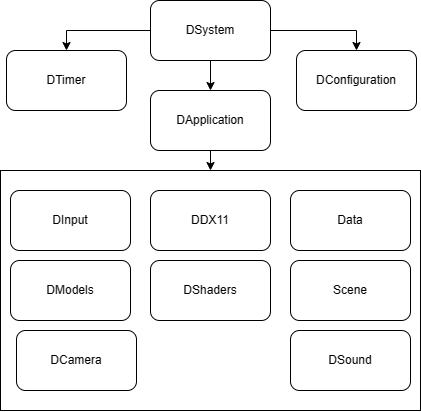 DSystem
DTimer
DConfiguration
DApplication
DInput
DDX11
Data
DModels
DShaders
Scene
DCamera
DSound